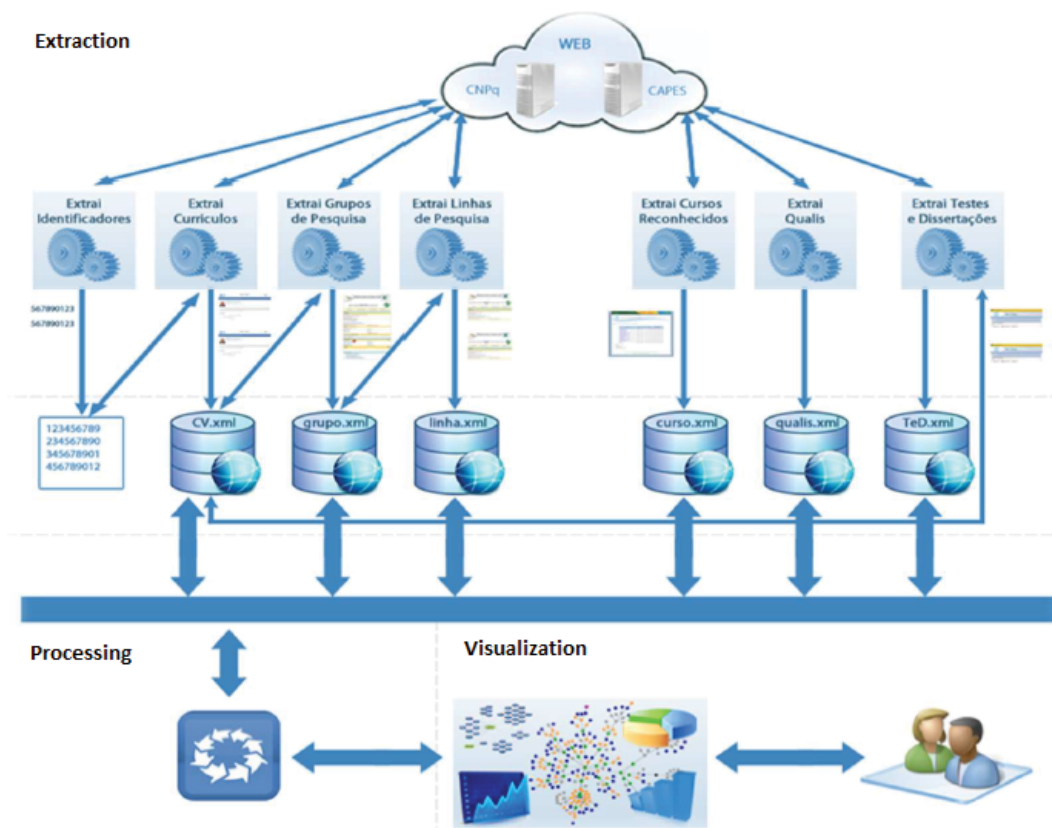 Extraction
WEB
CNPq
CAPES
Extrai
Identificadores
Extrai
Curriculos
Extrai Grupos
de Pesquisa
Extrai Linhas
de Pesquisa
Extrai Cursos
Reconhecidos
Extrai
Qualis
Extrai Testes
e Dissertações
567890123
567890123
123456789
234567890
345678901
456789012
CV.xml
grupo.xml
linha.xml
curso.xml
qualis.xml
TeD.xml
Processing
Visualization